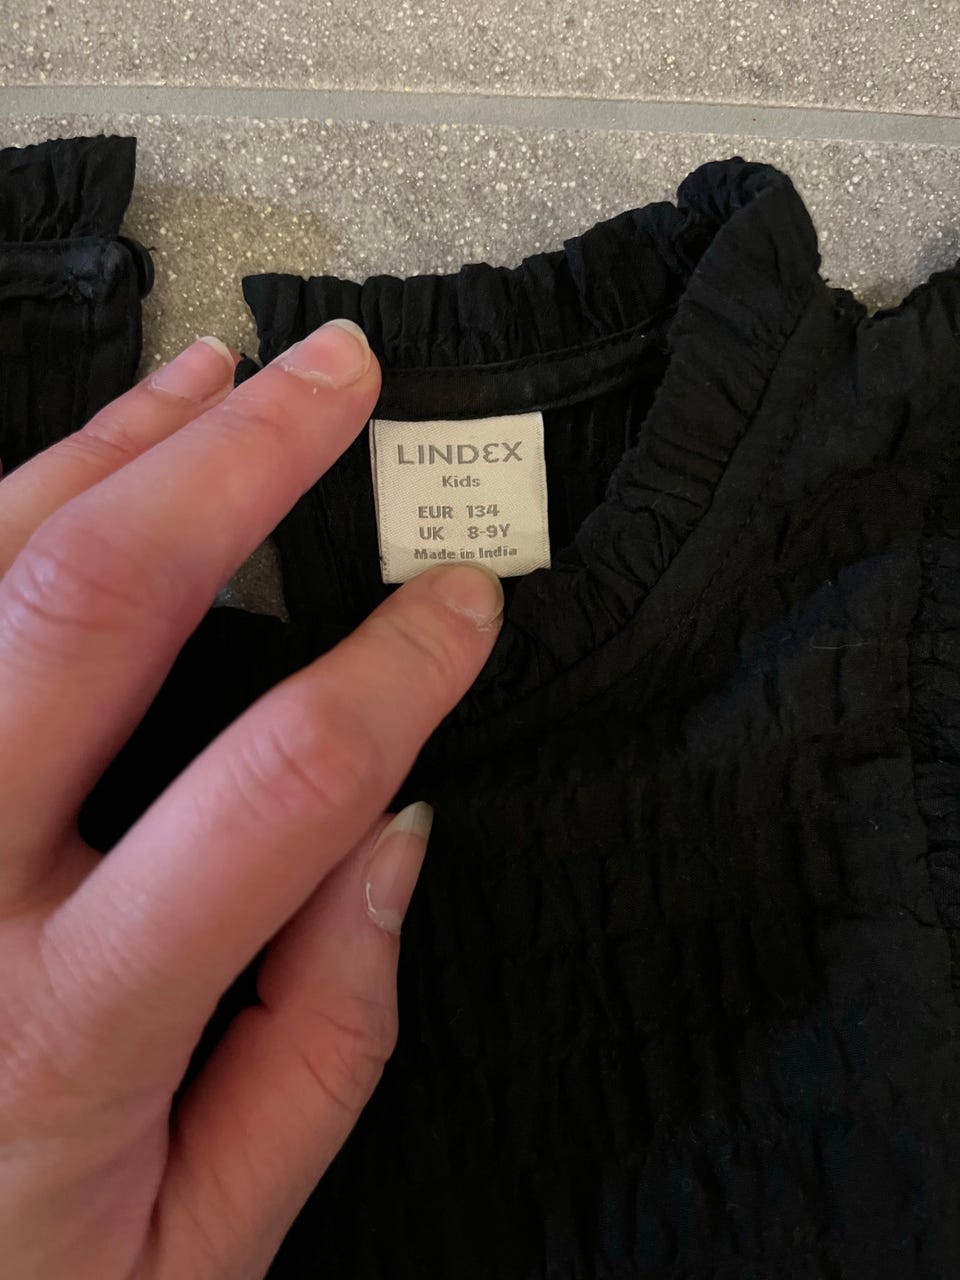 LINDEX
Kids
EUR 134
UK 8-9Y
Made in India